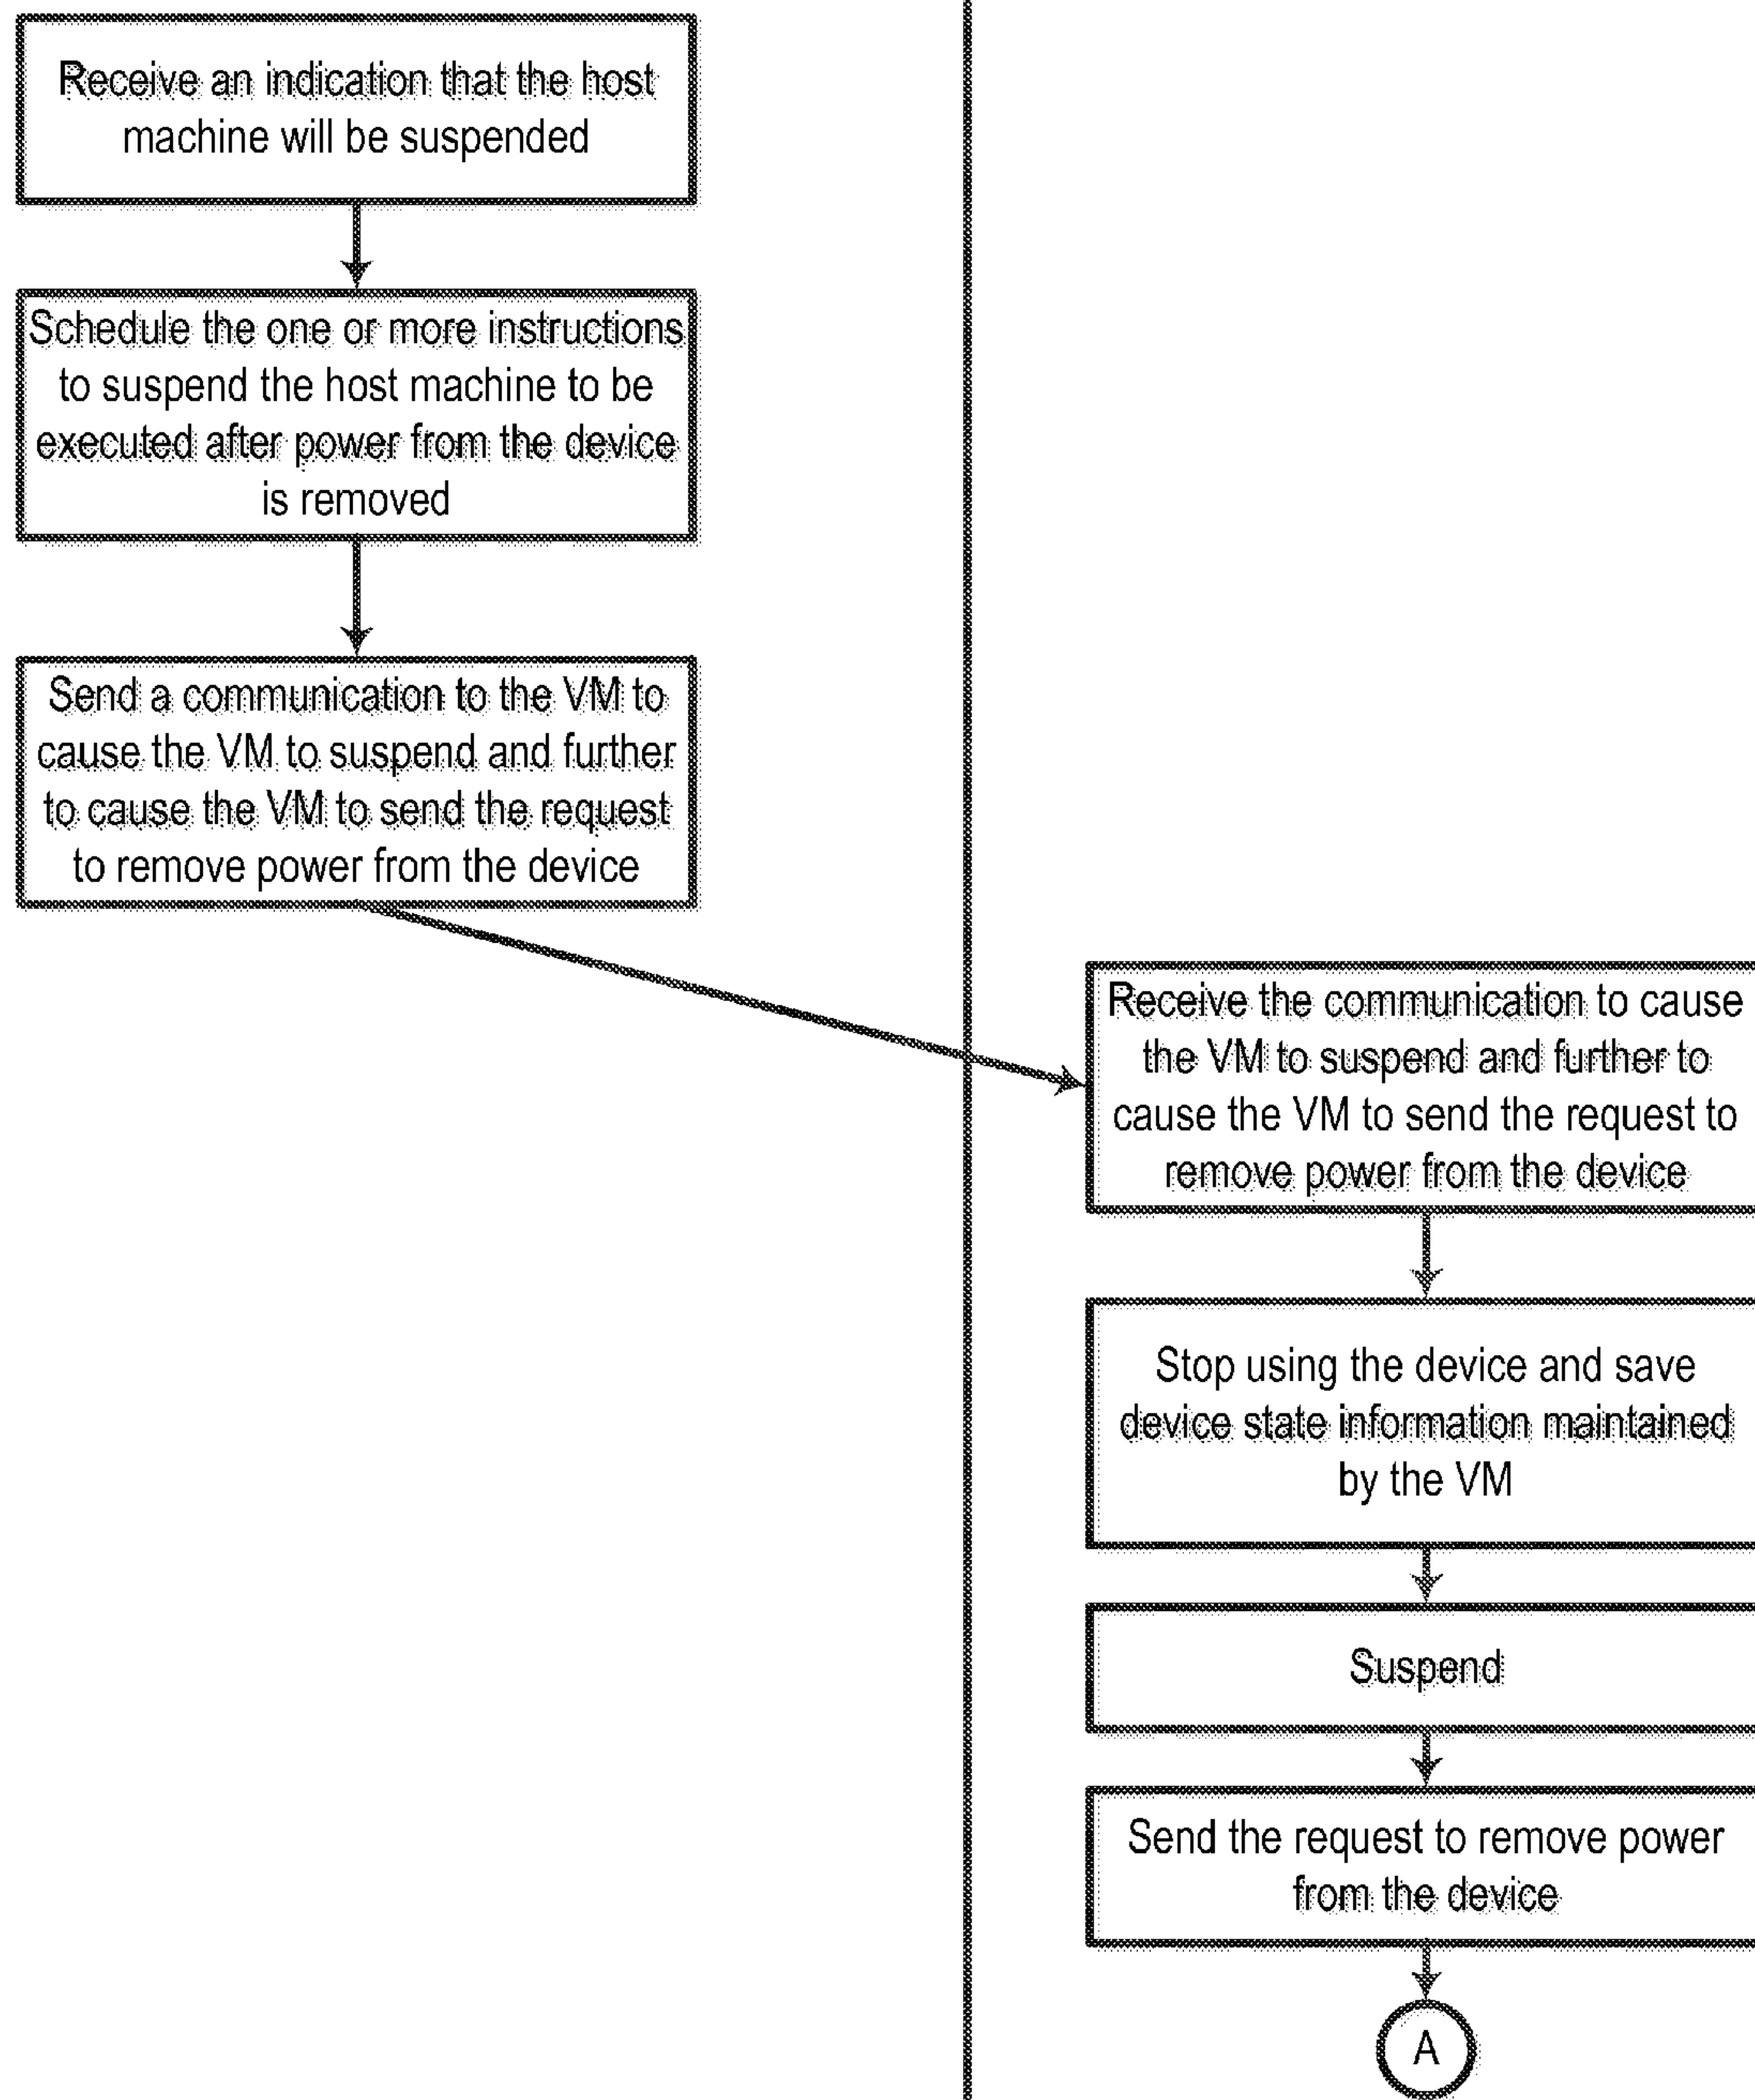 Receive an indication that the host
machine will be suspended
Schedule the one or more instructions
to suspend the host machine to be
executed after power from the device
is removed
Send a communication to the VM to
cause the VM to suspend and further
to cause the VM to send the request
to remove power from the device
Receive the communication to cause
the VM to suspend and further to
cause the VM to send the request to
remove power from the device
Stop using the device and save
device state information maintained
by the VM
Suspend
Send the request to remove power
from the device
A